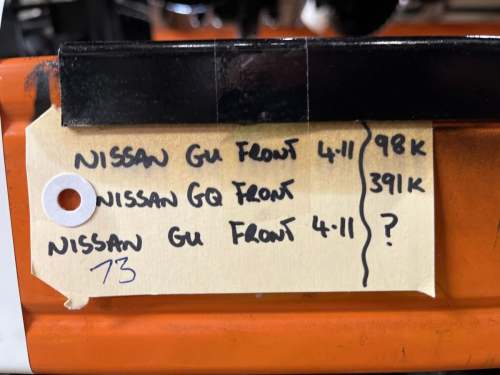 NISSAN GU FRONT 4.11 98K
NISSAN GQ FRONT 391K
NISSAN GU FRONT 4.11 ?
73